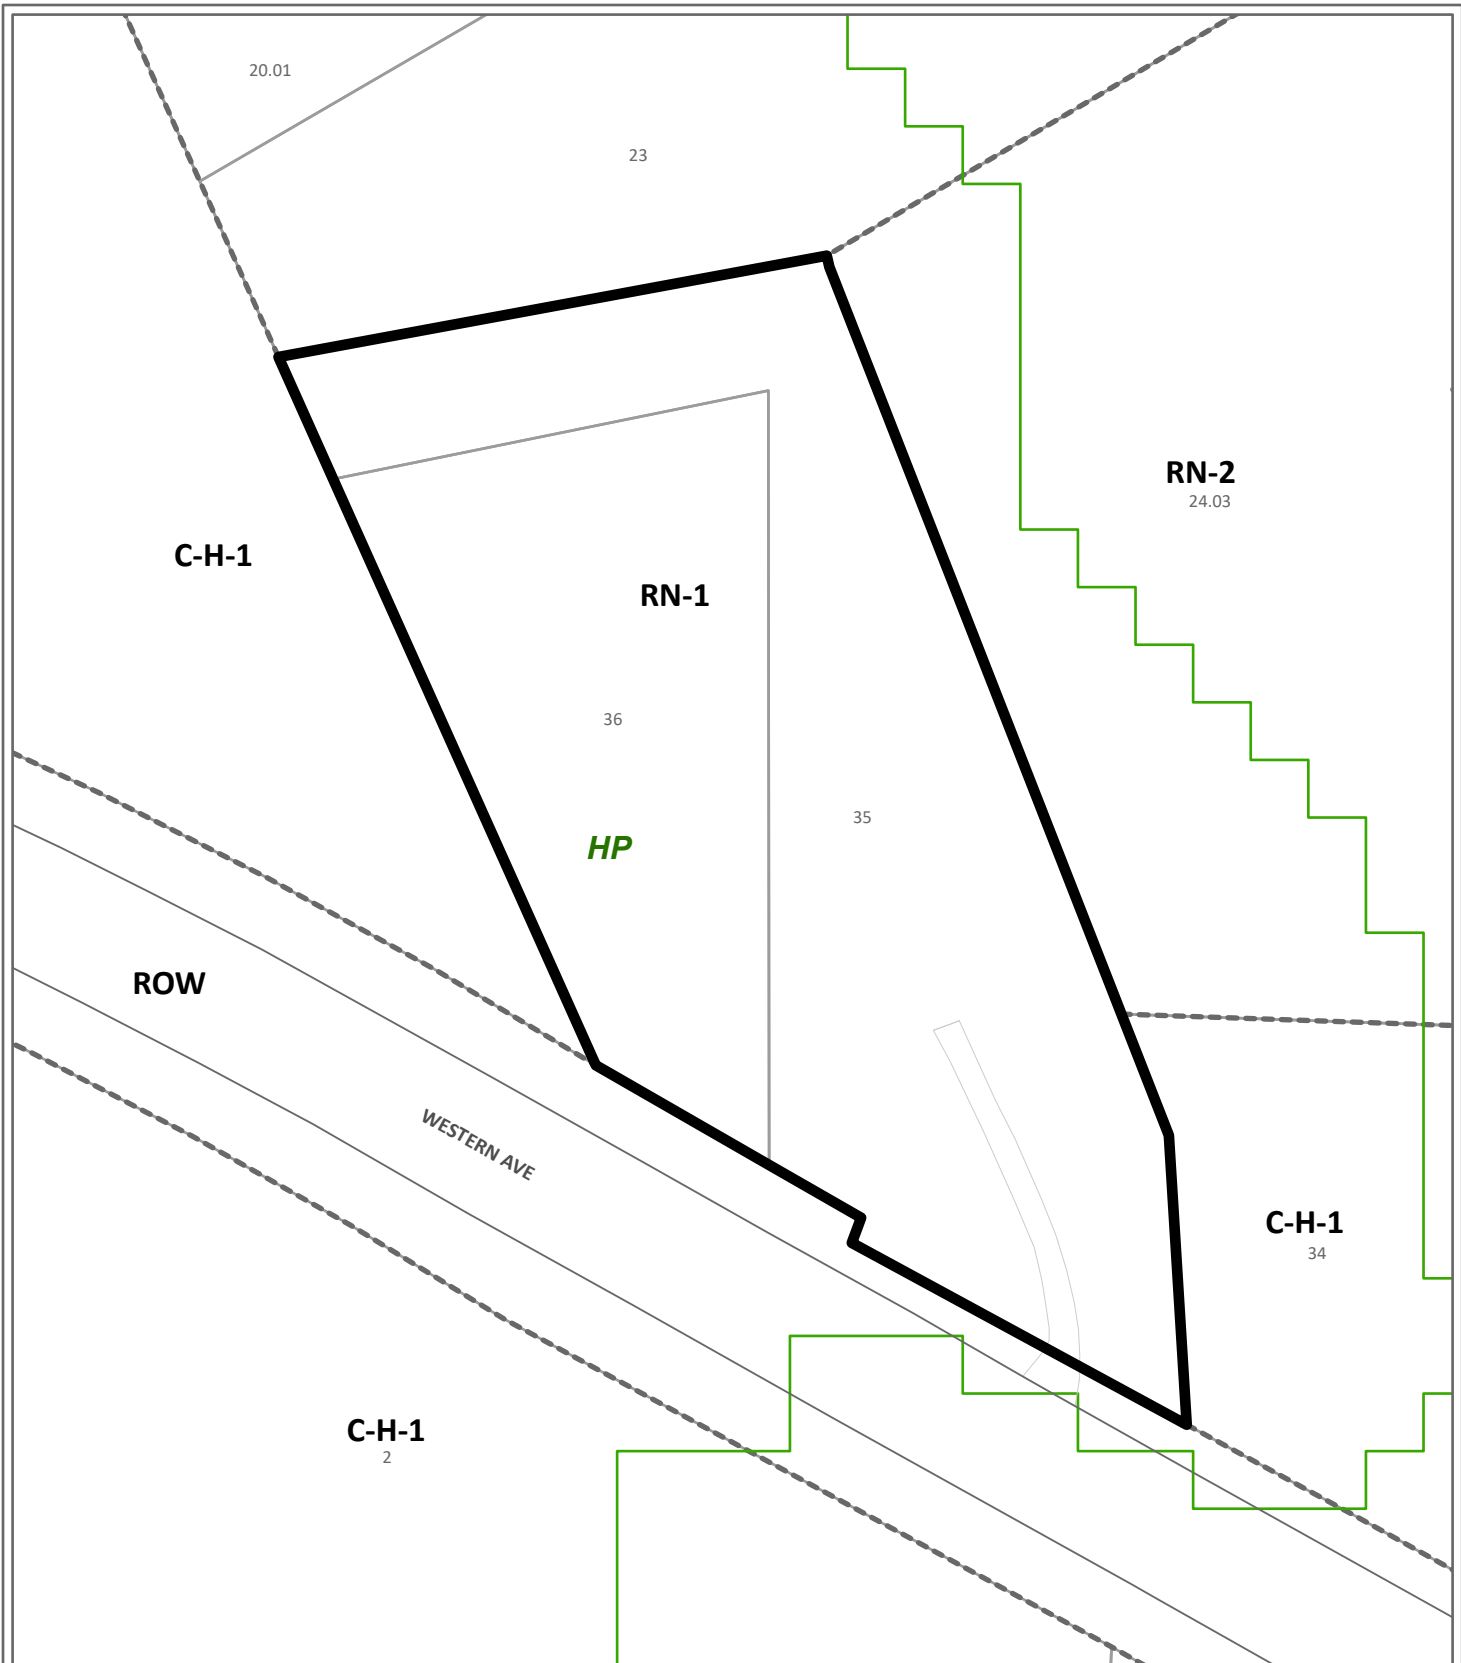 20.01
23
RN-2
24.03
C-H-1
RN-1
36
35
HP
ROW
WESTERN AVE
C-H-1
34
C-H-1
2